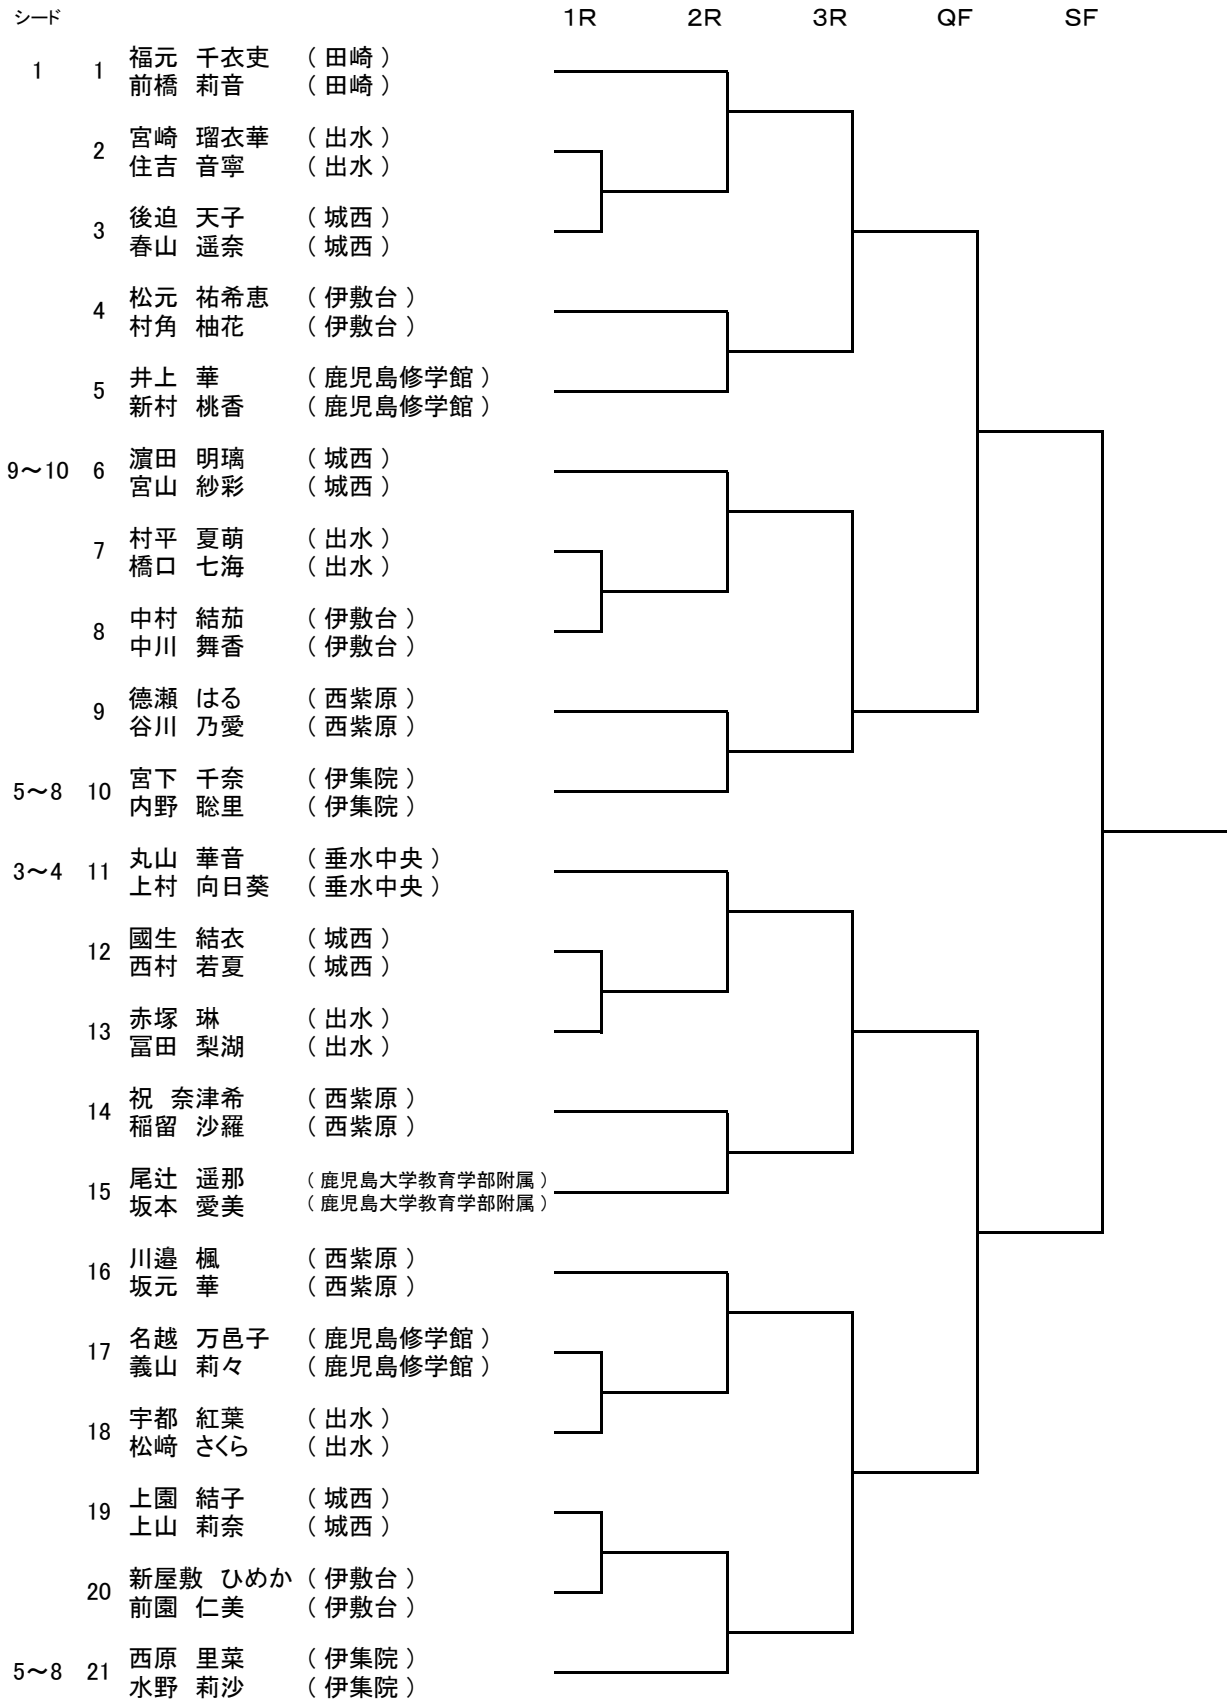 シード 1R 2R 3R QF SF
1 1 福元 千衣吏 （ 田崎 ）
前橋 莉音 （ 田崎 ）
2 宮崎 瑠衣華 （ 出水 ）
住吉 音寧 （ 出水 ）
3 後迫 天子 （ 城西 ）
春山 遥奈 （ 城西 ）
4 松元 祐希恵 （ 伊敷台 ）
村角 柚花 （ 伊敷台 ）
5 井上 華 （ 鹿児島修学館 ）
新村 桃香 （ 鹿児島修学館 ）
9～10 6 濵田 明璃 （ 城西 ）
宮山 紗彩 （ 城西 ）
7 村平 夏萌 （ 出水 ）
橋口 七海 （ 出水 ）
8 中村 結茄 （ 伊敷台 ）
中川 舞香 （ 伊敷台 ）
9 德瀬 はる （ 西紫原 ）
谷川 乃愛 （ 西紫原 ）
5～8 10 宮下 千奈 （ 伊集院 ）
内野 聡里 （ 伊集院 ）
3～4 11 丸山 華音 （ 垂水中央 ）
上村 向日葵 （ 垂水中央 ）
12 國生 結衣 （ 城西 ）
西村 若夏 （ 城西 ）
13 赤塚 琳 （ 出水 ）
冨田 梨湖 （ 出水 ）
14 祝 奈津希 （ 西紫原 ）
稲留 沙羅 （ 西紫原 ）
15 尾辻 遥那 （ 鹿児島大学教育学部附属 ）
坂本 愛美 （ 鹿児島大学教育学部附属 ）
16 川邉 楓 （ 西紫原 ）
坂元 華 （ 西紫原 ）
17 名越 万邑子 （ 鹿児島修学館 ）
義山 莉々 （ 鹿児島修学館 ）
18 宇都 紅葉 （ 出水 ）
松﨑 さくら （ 出水 ）
19 上園 結子 （ 城西 ）
上山 莉奈 （ 城西 ）
20 新屋敷 ひめか （ 伊敷台 ）
前園 仁美 （ 伊敷台 ）
5～8 21 西原 里菜 （ 伊集院 ）
水野 莉沙 （ 伊集院 ）